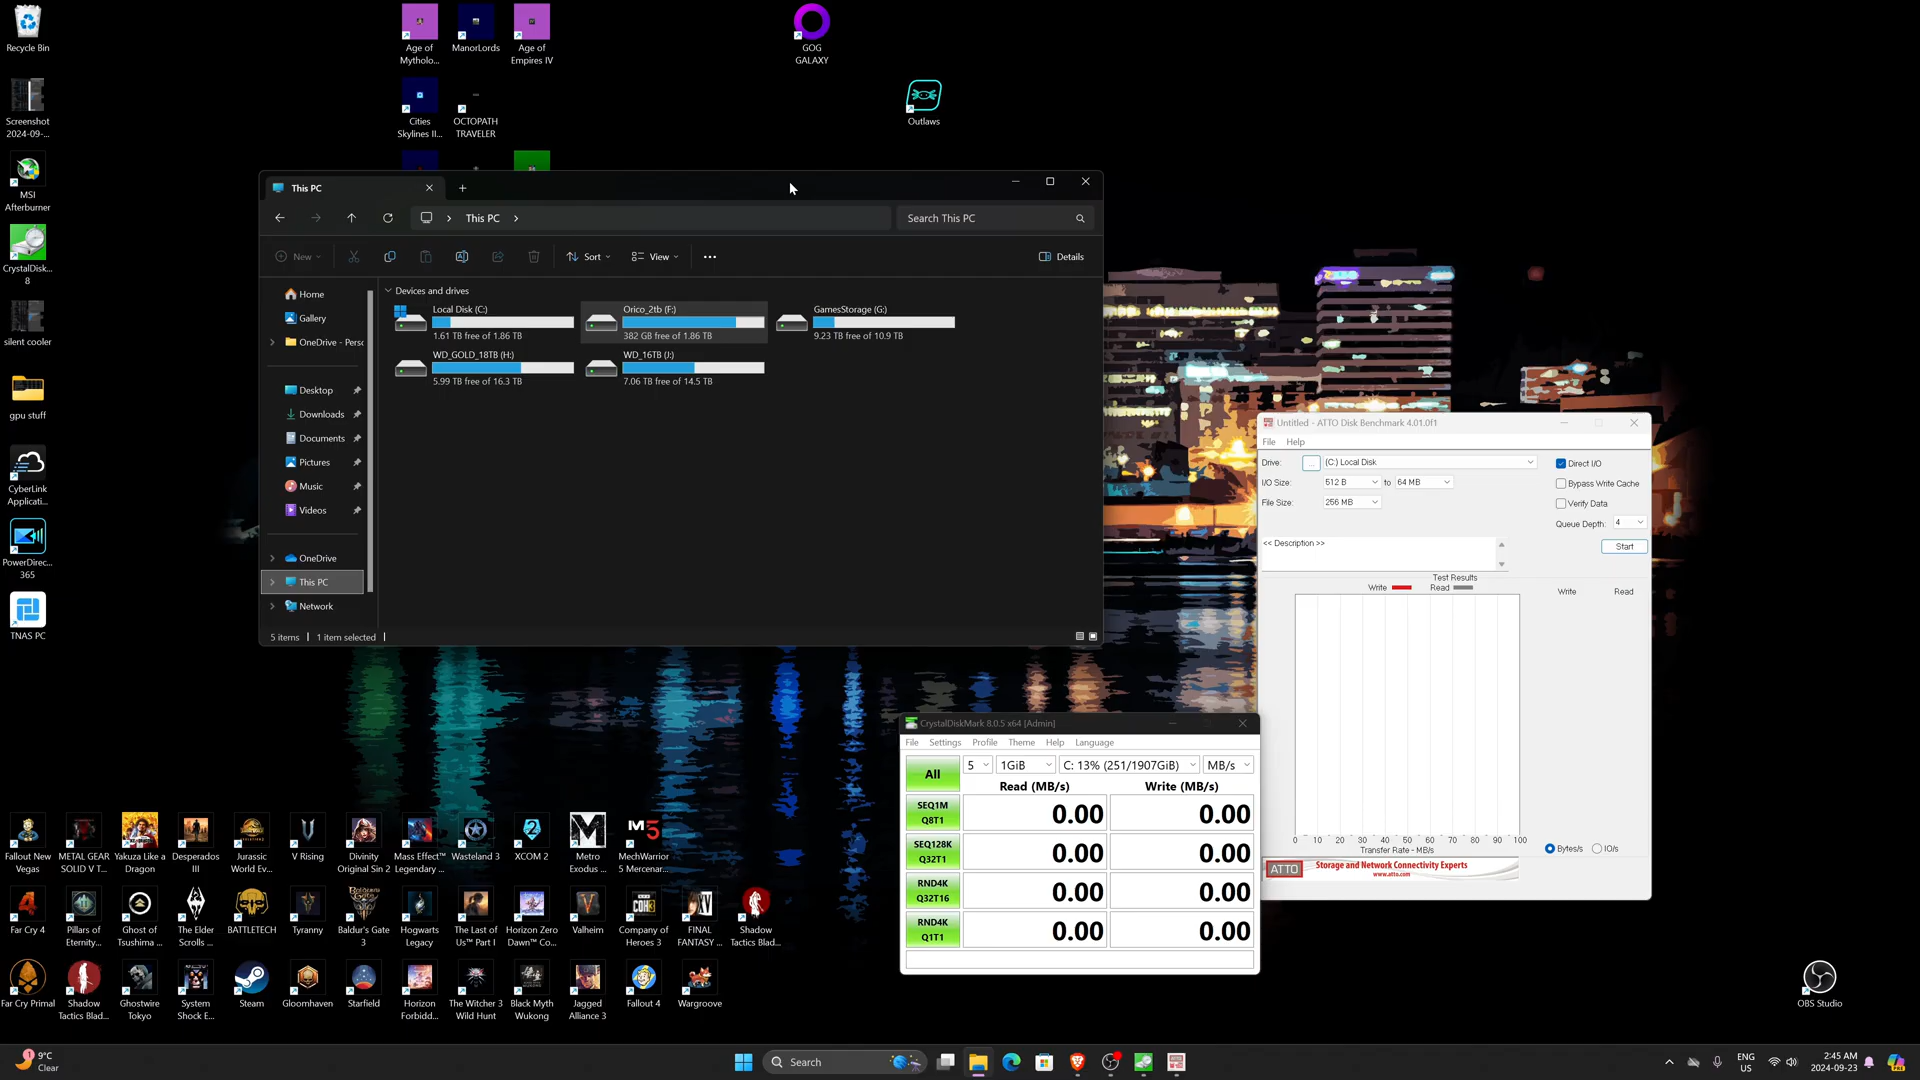 Recycle Bin
Age of
Mytholo...
ManorLords
Age of
Empires IV
GOG
GALAXY
Screenshot
2024-09-...
Cities
Skylines II...
OCTOPATH
TRAVELER
Outlaws
MSI
Afterburner
CrystalDisk...
8
silent cooler
gpu stuff
CyberLink
Applicati...
PowerDirec...
365
TNAS PC
This PC
This PC
Search This PC
New
Sort
View
Details
Home
Gallery
OneDrive - Perso
Desktop
Downloads
Documents
Pictures
Music
Videos
OneDrive
This PC
Network
Devices and drives
Local Disk (C:)
1.61 TB free of 1.86 TB
Orico_2tb (F:)
382 GB free of 1.86 TB
GamesStorage (G:)
9.23 TB free of 10.9 TB
WD_GOLD_18TB (H:)
5.99 TB free of 16.3 TB
WD_16TB (J:)
7.06 TB free of 14.5 TB
5 items
1 item selected
Untitled - ATTO Disk Benchmark 4.01.0f1
File Help
Drive: ... (C:) Local Disk
Direct I/O
I/O Size: 512 B to 64 MB
Bypass Write Cache
File Size: 256 MB
Verify Data
Queue Depth: 4
<< Description >>
Start
Test Results
Write Read
Write Read
0 10 20 30 40 50 60 70 80 90 100
Transfer Rate - MB/s
Bytes/s IO/s
ATTO
Storage and Network Connectivity Experts
www.atto.com
CrystalDiskMark 8.0.5 x64 [Admin]
File Settings Profile Theme Help Language
All
5 1GiB C: 13% (251/1907GiB) MB/s
Read (MB/s) Write (MB/s)
SEQ1M
Q8T1
0.00 0.00
SEQ128K
Q32T1
0.00 0.00
RND4K
Q32T16
0.00 0.00
RND4K
Q1T1
0.00 0.00
Fallout New
Vegas
METAL GEAR
SOLID V T...
Yakuza Like a
Dragon
Desperados
III
Jurassic
World Ev...
V Rising
Divinity
Original Sin 2
Mass Effect™
Legendary ...
Wasteland 3
XCOM 2
Metro
Exodus ...
M5
MechWarrior
5 Mercenar...
Far Cry 4
Pillars of
Eternity...
Ghost of
Tsushima ...
The Elder
Scrolls ...
BATTLETECH
Tyranny
Baldur's Gate
3
Hogwarts
Legacy
The Last of
Us™ Part I
Horizon Zero
Dawn™ Co...
Valheim
COH3
Company of
Heroes 3
FINAL
FANTASY ...
Shadow
Tactics Blad...
Far Cry Primal
Shadow
Tactics Blad...
Ghostwire
Tokyo
System
Shock E...
Steam
Gloomhaven
Starfield
Horizon
Forbidd...
The Witcher 3
Wild Hunt
Black Myth
Wukong
Jagged
Alliance 3
Fallout 4
Wargroove
OBS Studio
1
9°C
Clear
Search
ENG
US
2:45 AM
2024-09-23